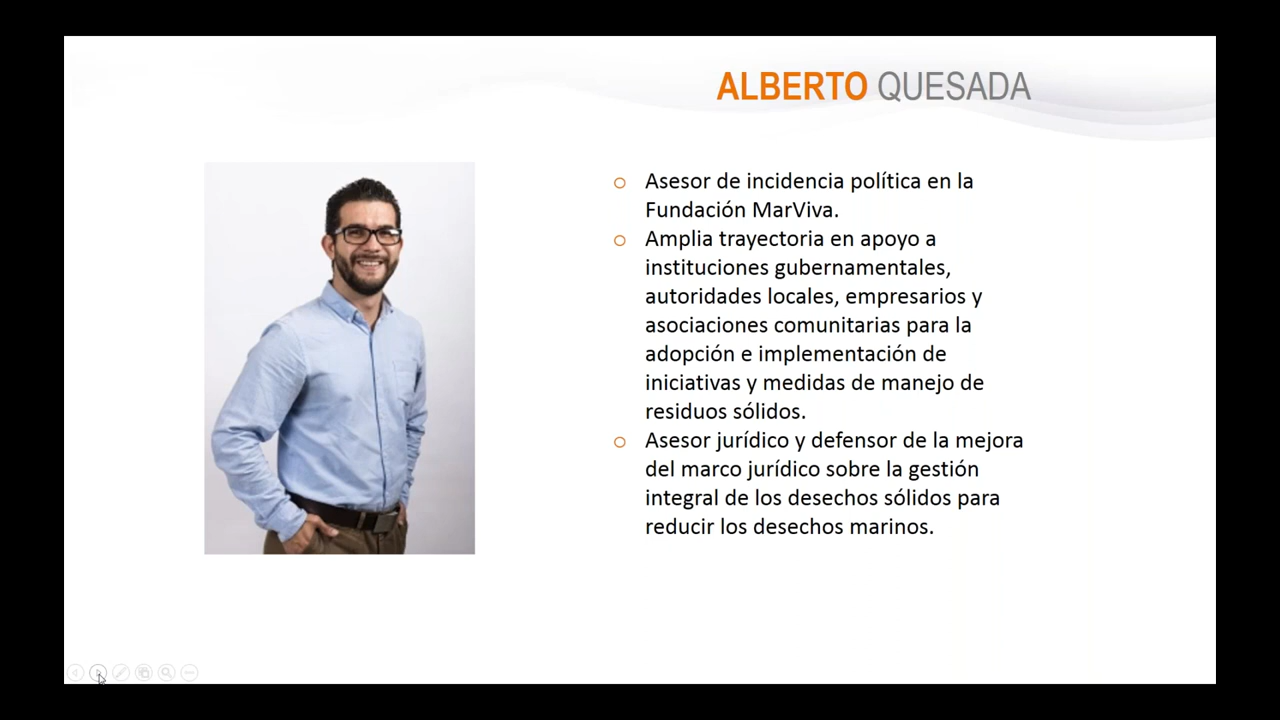 ALBERTO QUESADA
Asesor de incidencia política en la
Fundación MarViva.
Amplia trayectoria en apoyo a
instituciones gubernamentales,
autoridades locales, empresarios y
asociaciones comunitarias para la
adopción e implementación de
iniciativas y medidas de manejo de
residuos sólidos.
Asesor jurídico y defensor de la mejora
del marco jurídico sobre la gestión
integral de los desechos sólidos para
reducir los desechos marinos.